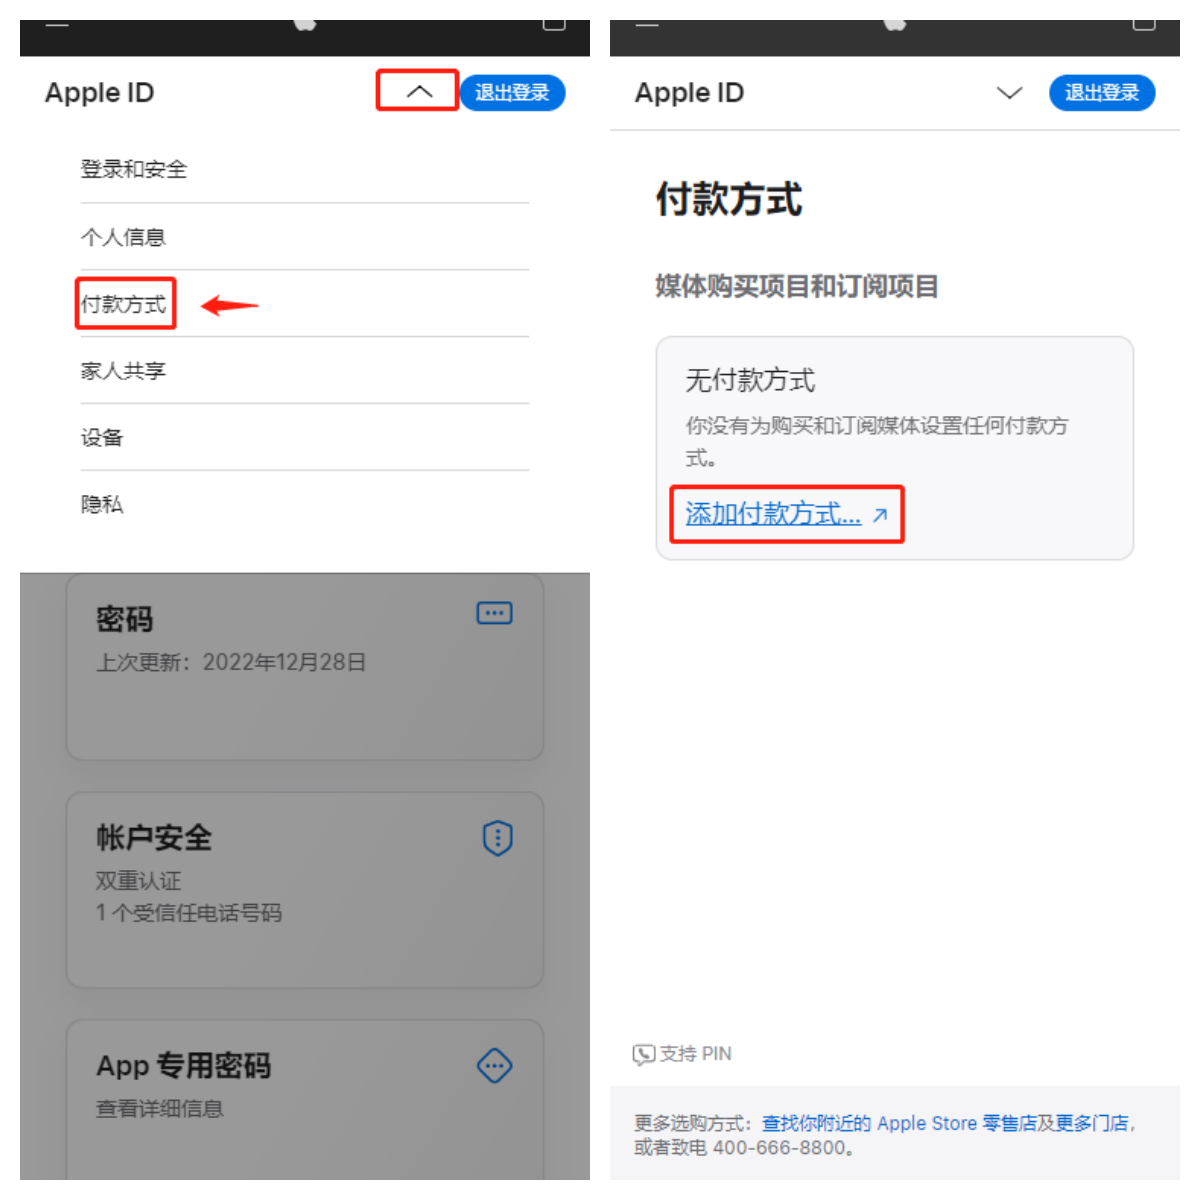 Apple ID
退出登录
登录和安全
个人信息
付款方式
家人共享
设备
隐私
密码
上次更新：2022年12月28日
帐户安全
双重认证
1 个受信任电话号码
App 专用密码
查看详细信息
Apple ID
退出登录
付款方式
媒体购买项目和订阅项目
无付款方式
你没有为购买和订阅媒体设置任何付款方
式。
添加付款方式... ↗
支持 PIN
更多选购方式：查找你附近的 Apple Store 零售店及更多门店，
或者致电 400-666-8800。